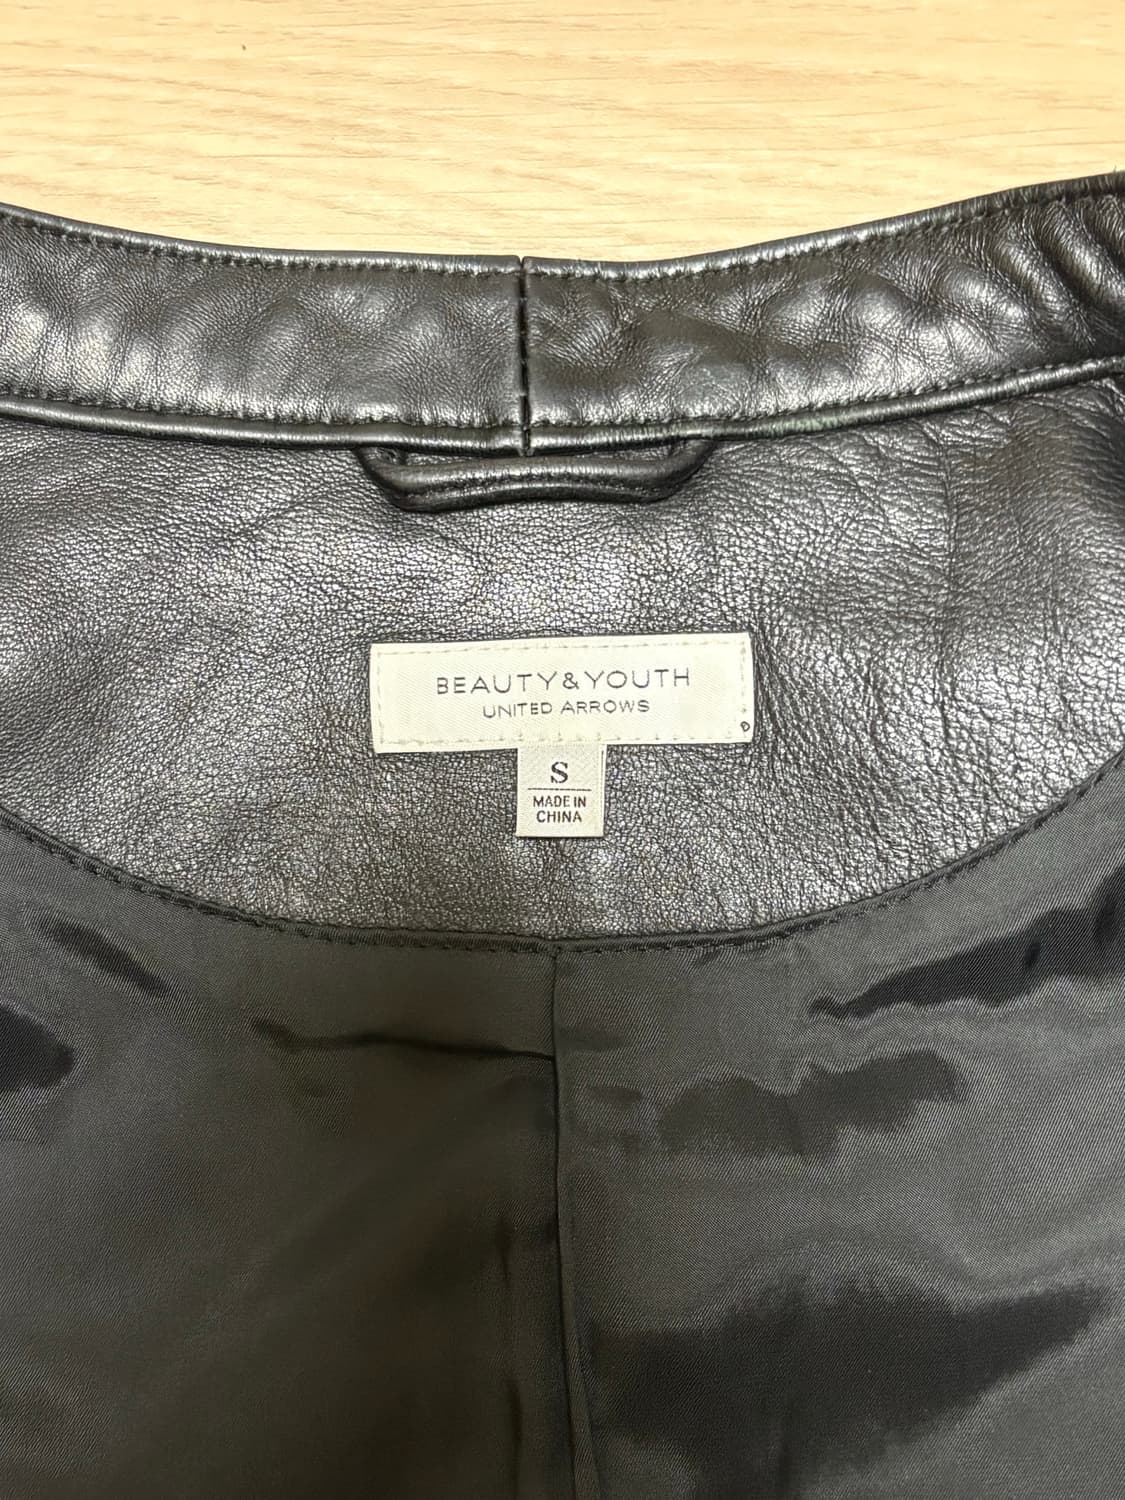 BEAUTY&YOUTH
UNITED ARROWS
S
MADE IN
CHINA